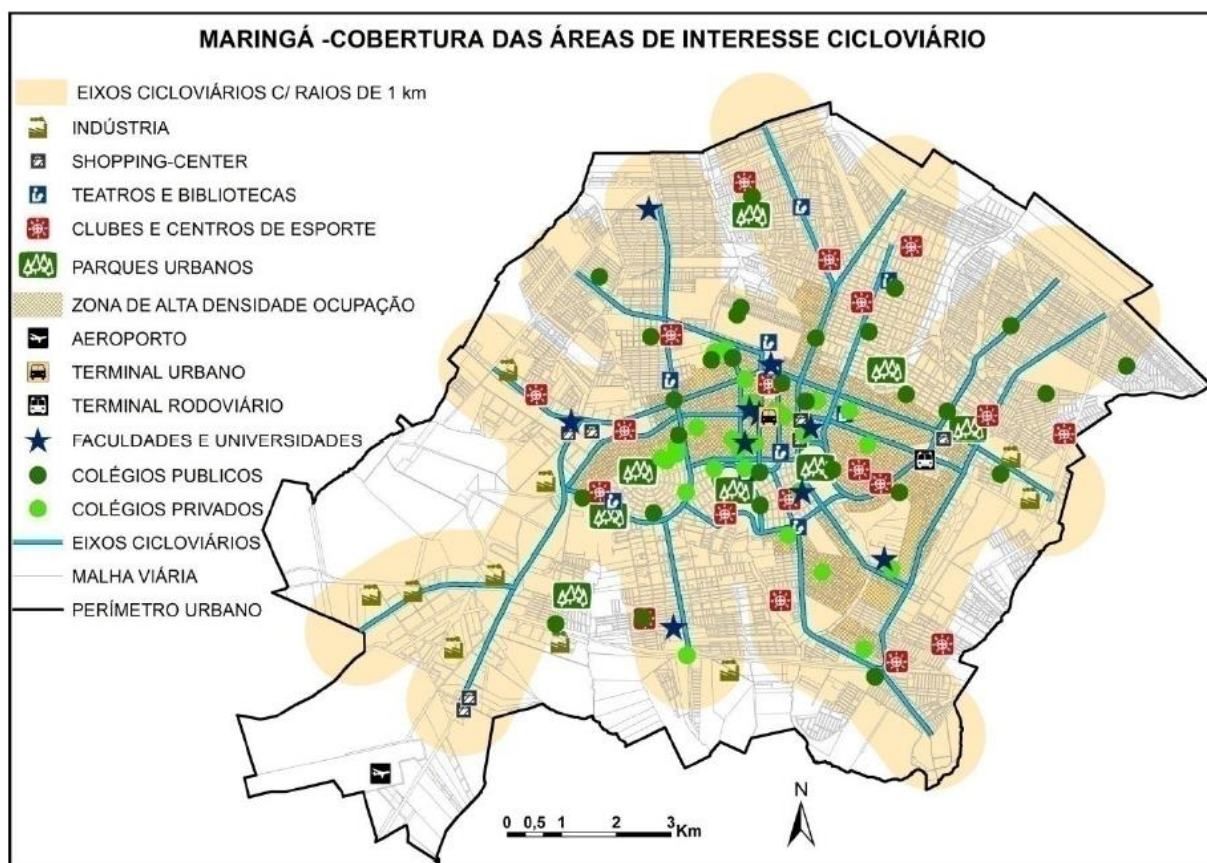 MARINGÁ -COBERTURA DAS ÁREAS DE INTERESSE CICLOVIÁRIO
EIXOS CICLOVIÁRIOS C/ RAIOS DE 1 km
INDÚSTRIA
SHOPPING-CENTER
TEATROS E BIBLIOTECAS
CLUBES E CENTROS DE ESPORTE
PARQUES URBANOS
ZONA DE ALTA DENSIDADE OCUPAÇÃO
AEROPORTO
TERMINAL URBANO
TERMINAL RODOVIÁRIO
FACULDADES E UNIVERSIDADES
COLÉGIOS PUBLICOS
COLÉGIOS PRIVADOS
EIXOS CICLOVIÁRIOS
MALHA VIÁRIA
PERÍMETRO URBANO
N
0 0,5 1 2 3 Km